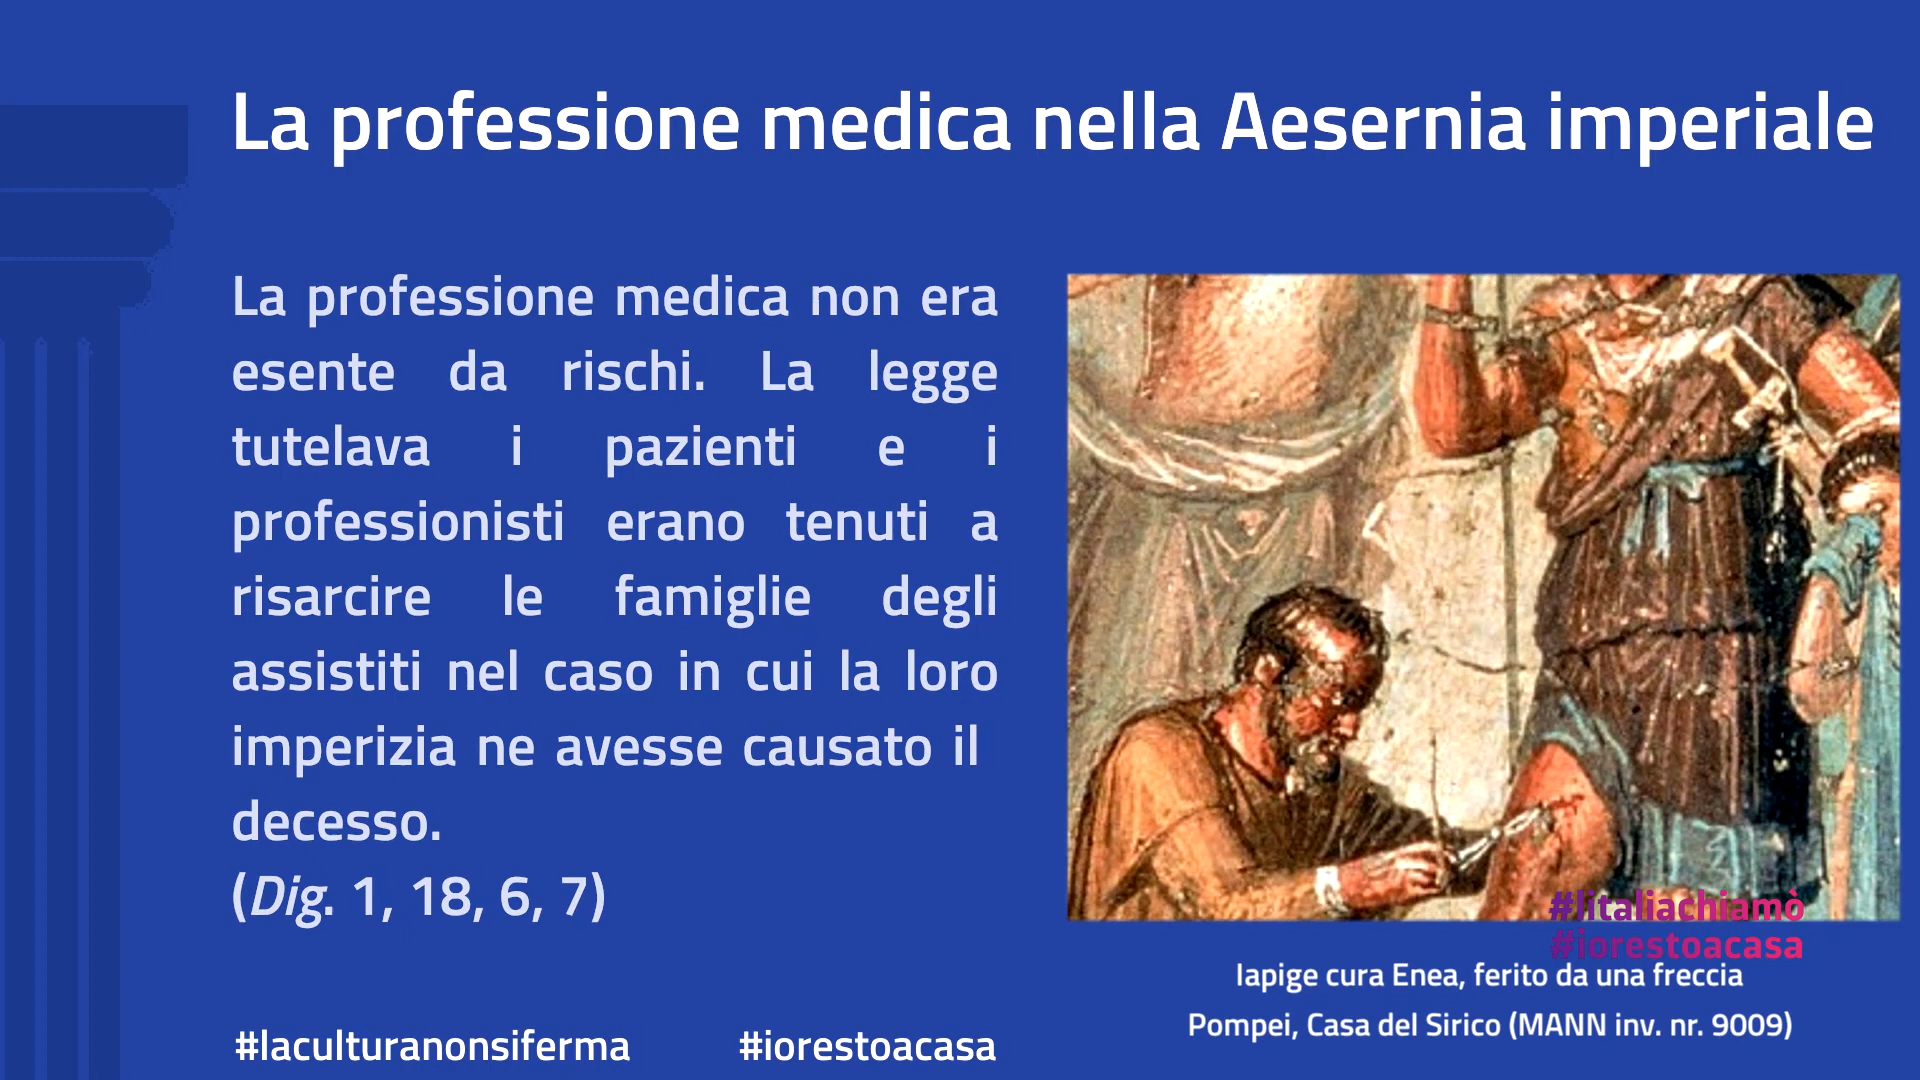 La professione medica nella Aesernia imperiale
La professione medica non era
esente da rischi. La legge
tutelava i pazienti e i
professionisti erano tenuti a
risarcire le famiglie degli
assistiti nel caso in cui la loro
imperizia ne avesse causato il
decesso.
(Dig. 1, 18, 6, 7)
#litaliachiamò
#iorestoacasa
Iapige cura Enea, ferito da una freccia
Pompei, Casa del Sirico (MANN inv. nr. 9009)
#laculturanonsiferma #iorestoacasa